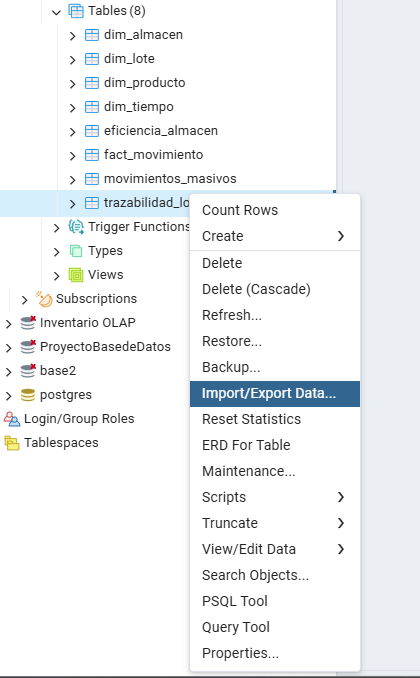 Tables (8)
dim_almacen
dim_lote
dim_producto
dim_tiempo
eficiencia_almacen
fact_movimiento
movimientos_masivos
trazabilidad_lo
Trigger Functions
Types
Views
Subscriptions
Inventario OLAP
ProyectoBasedeDatos
base2
postgres
Login/Group Roles
Tablespaces
Count Rows
Create
Delete
Delete (Cascade)
Refresh...
Restore...
Backup...
Import/Export Data...
Reset Statistics
ERD For Table
Maintenance...
Scripts
Truncate
View/Edit Data
Search Objects...
PSQL Tool
Query Tool
Properties...